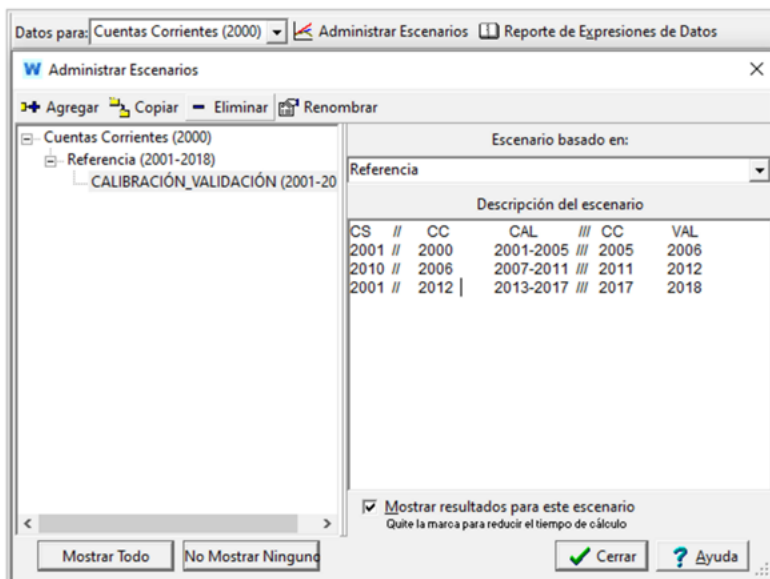 Datos para: Cuentas Corrientes (2000) Administrar Escenarios Reporte de Expresiones de Datos
W Administrar Escenarios
Agregar Copiar Eliminar Renombrar
Cuentas Corrientes (2000)
Referencia (2001-2018)
CALIBRACIÓN_VALIDACIÓN (2001-20
Escenario basado en:
Referencia
Descripción del escenario
CS // CC CAL /// CC VAL
2001 // 2000 2001-2005 /// 2005 2006
2010 // 2006 2007-2011 /// 2011 2012
2001 // 2012 2013-2017 /// 2017 2018
Mostrar resultados para este escenario
Quite la marca para reducir el tiempo de cálculo
Mostrar Todo No Mostrar Ninguno Cerrar ? Ayuda